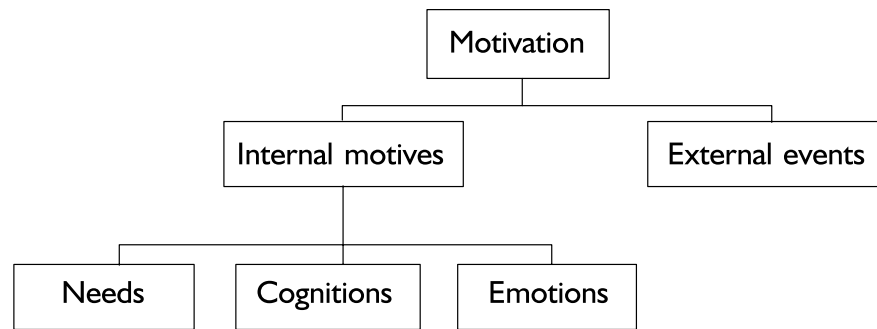 Motivation
Internal motives
External events
Needs
Cognitions
Emotions